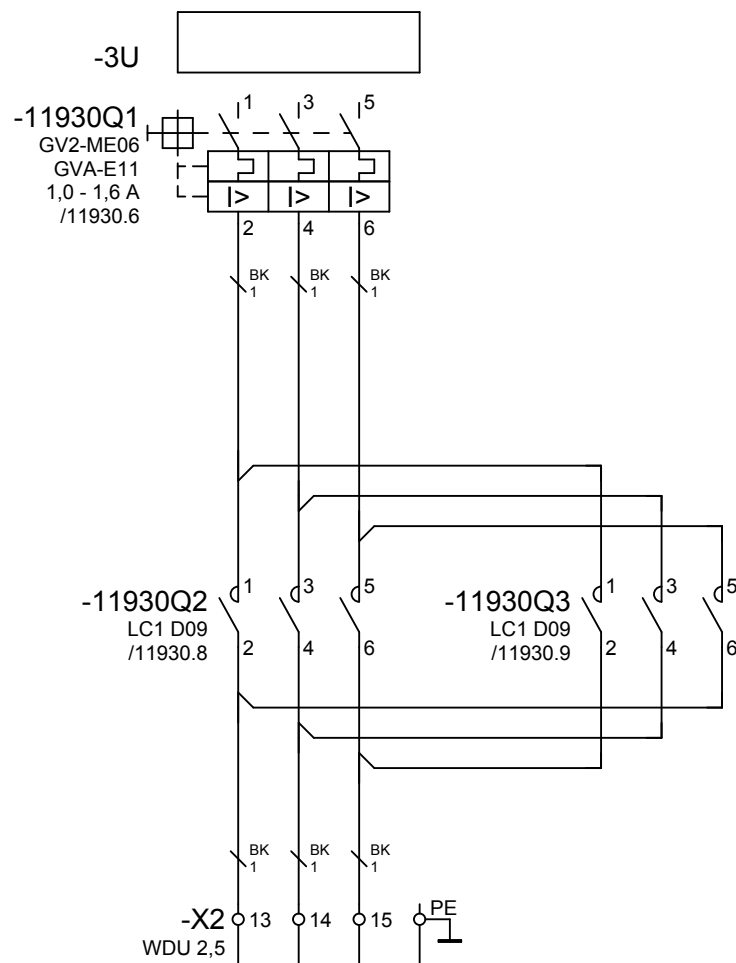 -3U
1 3 5
-11930Q1
GV2-ME06
GVA-E11
1,0 - 1,6 A
/11930.6
I> I> I>
2 4 6
BK BK BK
1 1 1
1 3 5 1 3 5
-11930Q2 -11930Q3
LC1 D09 LC1 D09
/11930.8 /11930.9
2 4 6 2 4 6
BK BK BK
1 1 1
-X2 13 14 15 PE
WDU 2,5